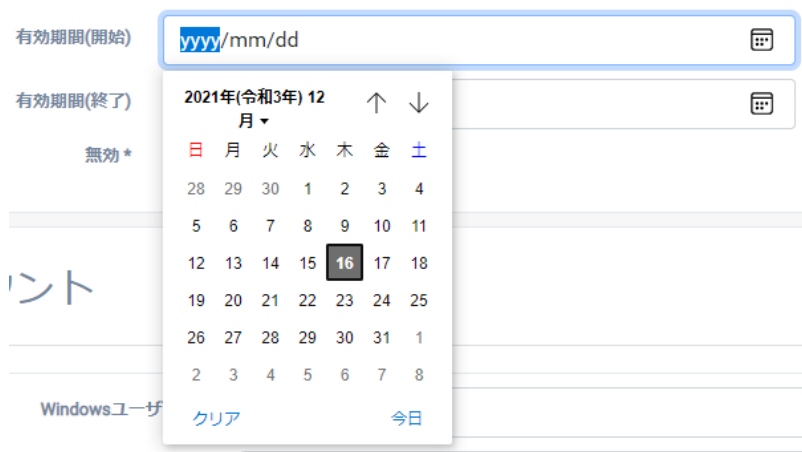 有効期間(開始)
yyyy/mm/dd
有効期間(終了)
2021年(令和3年) 12
月▼
無効 *
日 月 火 水 木 金 土
28 29 30 1 2 3 4
5 6 7 8 9 10 11
12 13 14 15 16 17 18
19 20 21 22 23 24 25
ント
26 27 28 29 30 31 1
2 3 4 5 6 7 8
Windowsユーザ
クリア 今日